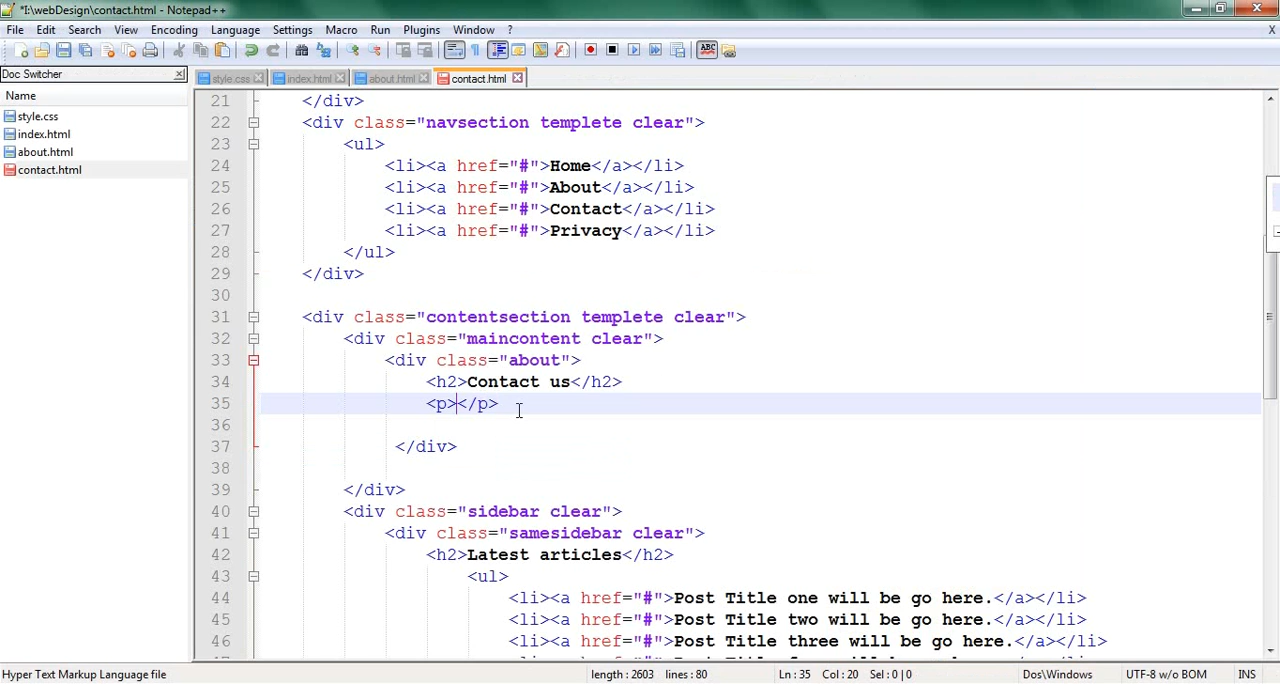 *I:\webDesign\contact.html - Notepad++
File Edit Search View Encoding Language Settings Macro Run Plugins Window ? X
Doc Switcher
style.css index.html about.html contact.html
Name
style.css
index.html
about.html
contact.html
21 </div>
22 <div class="navsection templete clear">
23 <ul>
24 <li><a href="#">Home</a></li>
25 <li><a href="#">About</a></li>
26 <li><a href="#">Contact</a></li>
27 <li><a href="#">Privacy</a></li>
28 </ul>
29 </div>
30
31 <div class="contentsection templete clear">
32 <div class="maincontent clear">
33 <div class="about">
34 <h2>Contact us</h2>
35 <p></p>
36
37 </div>
38
39 </div>
40 <div class="sidebar clear">
41 <div class="samesidebar clear">
42 <h2>Latest articles</h2>
43 <ul>
44 <li><a href="#">Post Title one will be go here.</a></li>
45 <li><a href="#">Post Title two will be go here.</a></li>
46 <li><a href="#">Post Title three will be go here.</a></li>
Hyper Text Markup Language file length : 2603 lines : 80 Ln : 35 Col : 20 Sel : 0 | 0 Dos\Windows UTF-8 w/o BOM INS